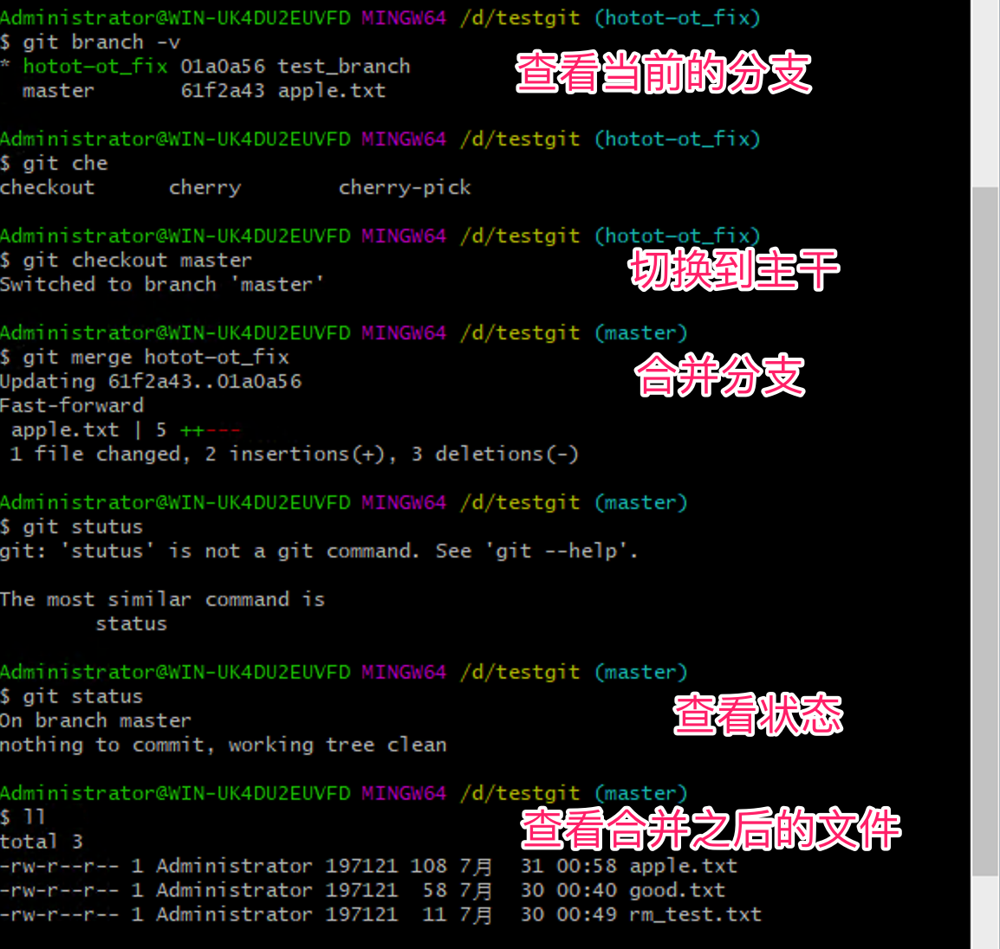 Administrator@WIN-UK4DU2EUVFD MINGW64 /d/testgit (hotot-ot_fix)
$ git branch -v
* hotot-ot_fix 01a0a56 test_branch
查看当前的分支
master 61f2a43 apple.txt
Administrator@WIN-UK4DU2EUVFD MINGW64 /d/testgit (hotot-ot_fix)
$ git che
checkout cherry cherry-pick
Administrator@WIN-UK4DU2EUVFD MINGW64 /d/testgit (hotot-ot_fix)
$ git checkout master
切换到主干
Switched to branch 'master'
Administrator@WIN-UK4DU2EUVFD MINGW64 /d/testgit (master)
$ git merge hotot-ot_fix
合并分支
Updating 61f2a43..01a0a56
Fast-forward
apple.txt | 5 ++---
1 file changed, 2 insertions(+), 3 deletions(-)
Administrator@WIN-UK4DU2EUVFD MINGW64 /d/testgit (master)
$ git stutus
git: 'stutus' is not a git command. See 'git --help'.
The most similar command is
status
Administrator@WIN-UK4DU2EUVFD MINGW64 /d/testgit (master)
$ git status
查看状态
On branch master
nothing to commit, working tree clean
Administrator@WIN-UK4DU2EUVFD MINGW64 /d/testgit (master)
$ ll
查看合并之后的文件
total 3
-rw-r--r-- 1 Administrator 197121 108 7月 31 00:58 apple.txt
-rw-r--r-- 1 Administrator 197121 58 7月 30 00:40 good.txt
-rw-r--r-- 1 Administrator 197121 11 7月 30 00:49 rm_test.txt